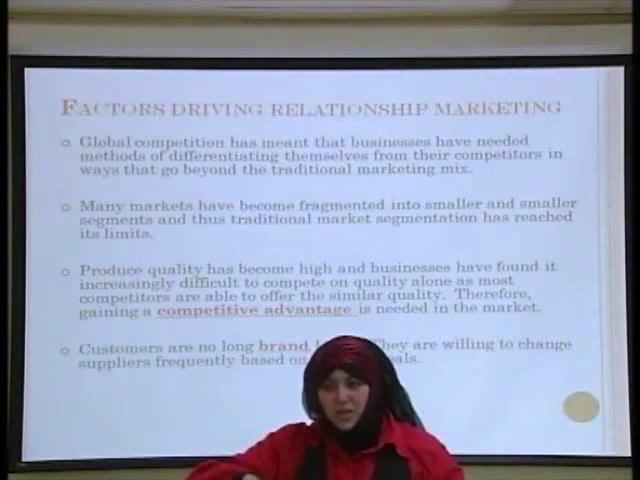 FACTORS DRIVING RELATIONSHIP MARKETING
Global competition has meant that businesses have needed
methods of differentiating themselves from their competitors in
ways that go beyond the traditional marketing mix.
Many markets have become fragmented into smaller and smaller
segments and thus traditional market segmentation has reached
its limits.
Produce quality has become high and businesses have found it
increasingly difficult to compete on quality alone as most
competitors are able to offer the similar quality. Therefore,
gaining a competitive advantage is needed in the market.
Customers are no long brand They are willing to change
suppliers frequently based on